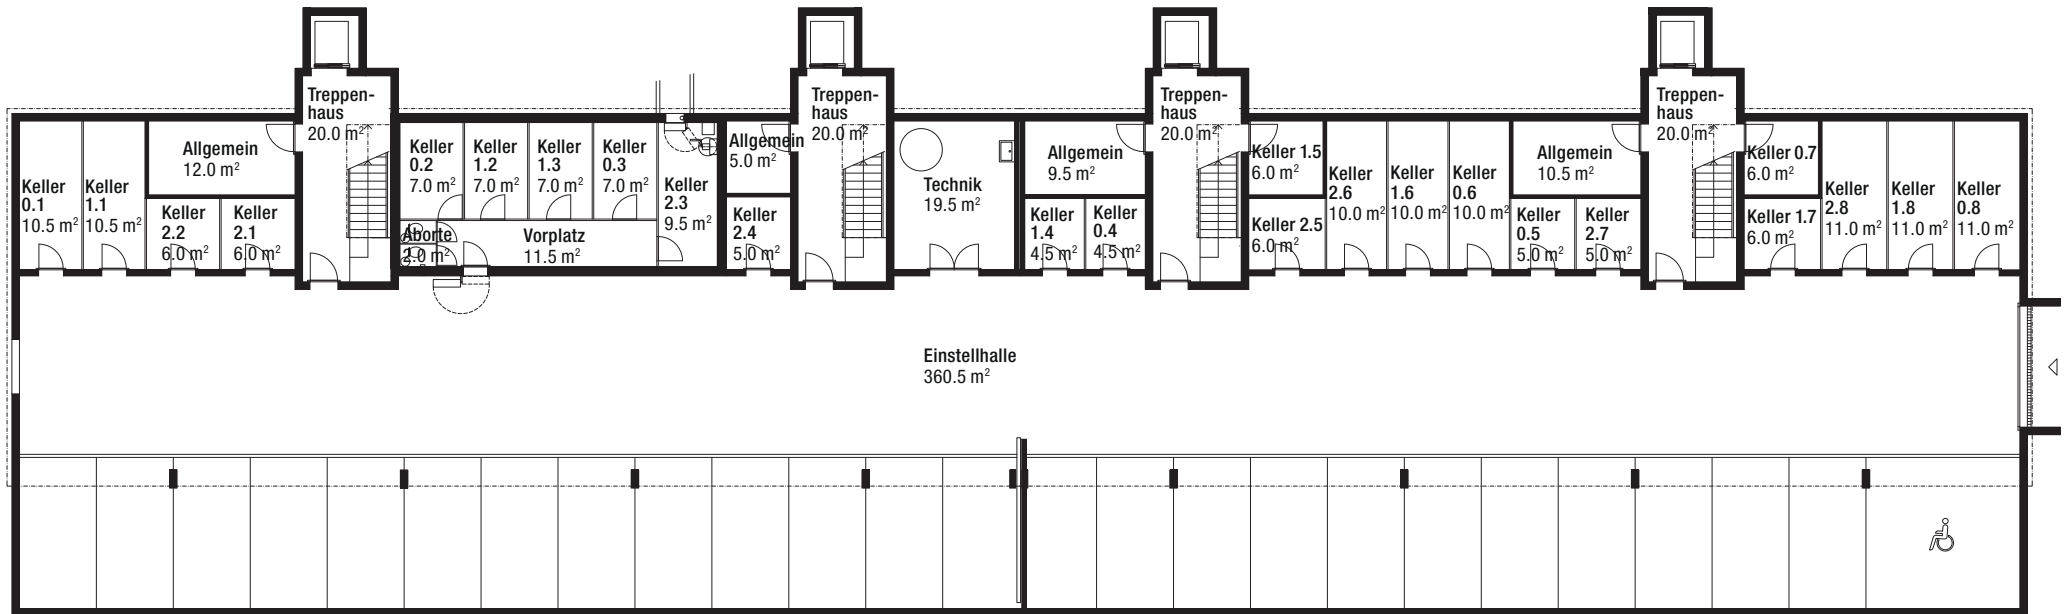 Treppen-
haus
20.0 m²
Treppen-
haus
20.0 m²
Treppen-
haus
20.0 m²
Treppen-
haus
20.0 m²
Keller
0.1
10.5 m²
Keller
1.1
10.5 m²
Allgemein
12.0 m²
Keller
2.2
6.0 m²
Keller
2.1
6.0 m²
Keller
0.2
7.0 m²
Keller
1.2
7.0 m²
Keller
1.3
7.0 m²
Keller
0.3
7.0 m²
Keller
2.3
9.5 m²
Aborte
2.0 m²
Vorplatz
11.5 m²
Allgemein
5.0 m²
Keller
2.4
5.0 m²
Technik
19.5 m²
Allgemein
9.5 m²
Keller
1.4
4.5 m²
Keller
0.4
4.5 m²
Keller 1.5
6.0 m²
Keller 2.5
6.0 m²
Keller
2.6
10.0 m²
Keller
1.6
10.0 m²
Keller
0.6
10.0 m²
Allgemein
10.5 m²
Keller
0.5
5.0 m²
Keller
2.7
5.0 m²
Keller 0.7
6.0 m²
Keller 1.7
6.0 m²
Keller
2.8
11.0 m²
Keller
1.8
11.0 m²
Keller
0.8
11.0 m²
Einstellhalle
360.5 m²